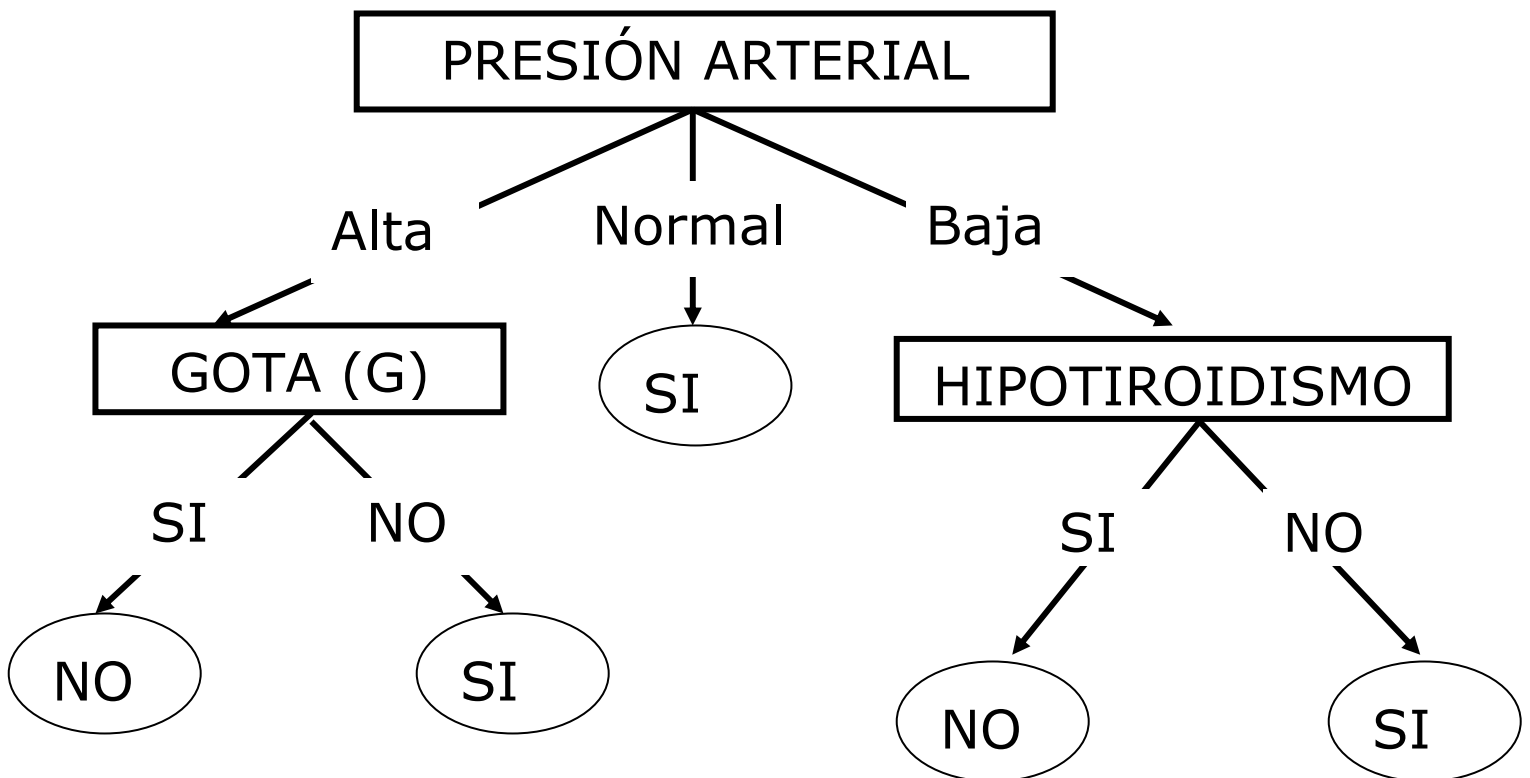 PRESIÓN ARTERIAL
Alta
Normal
Baja
GOTA (G)
SI
HIPOTIROIDISMO
SI
NO
SI
NO
NO
SI
NO
SI